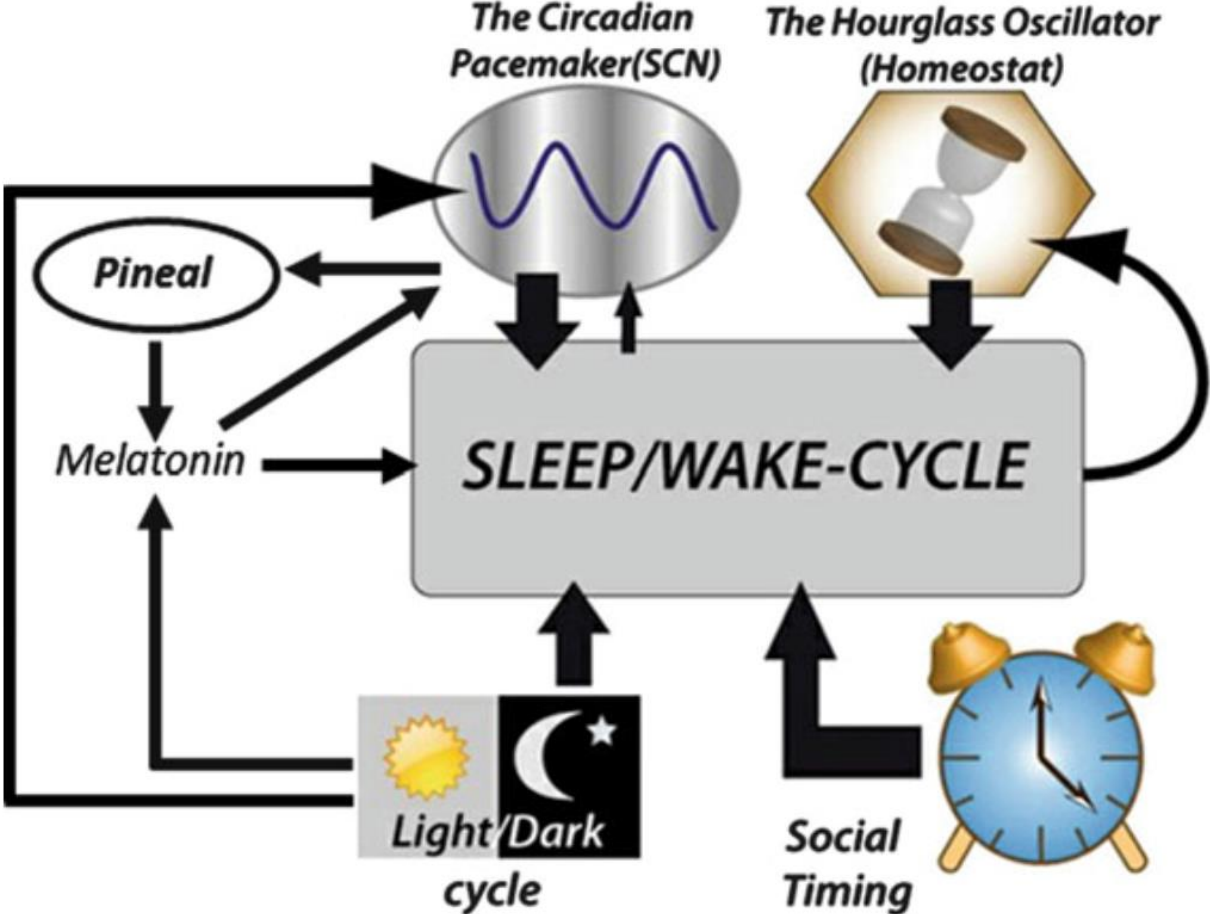 The Circadian
Pacemaker(SCN)
The Hourglass Oscillator
(Homeostat)
Pineal
Melatonin
SLEEP/WAKE-CYCLE
Light/Dark
cycle
Social
Timing